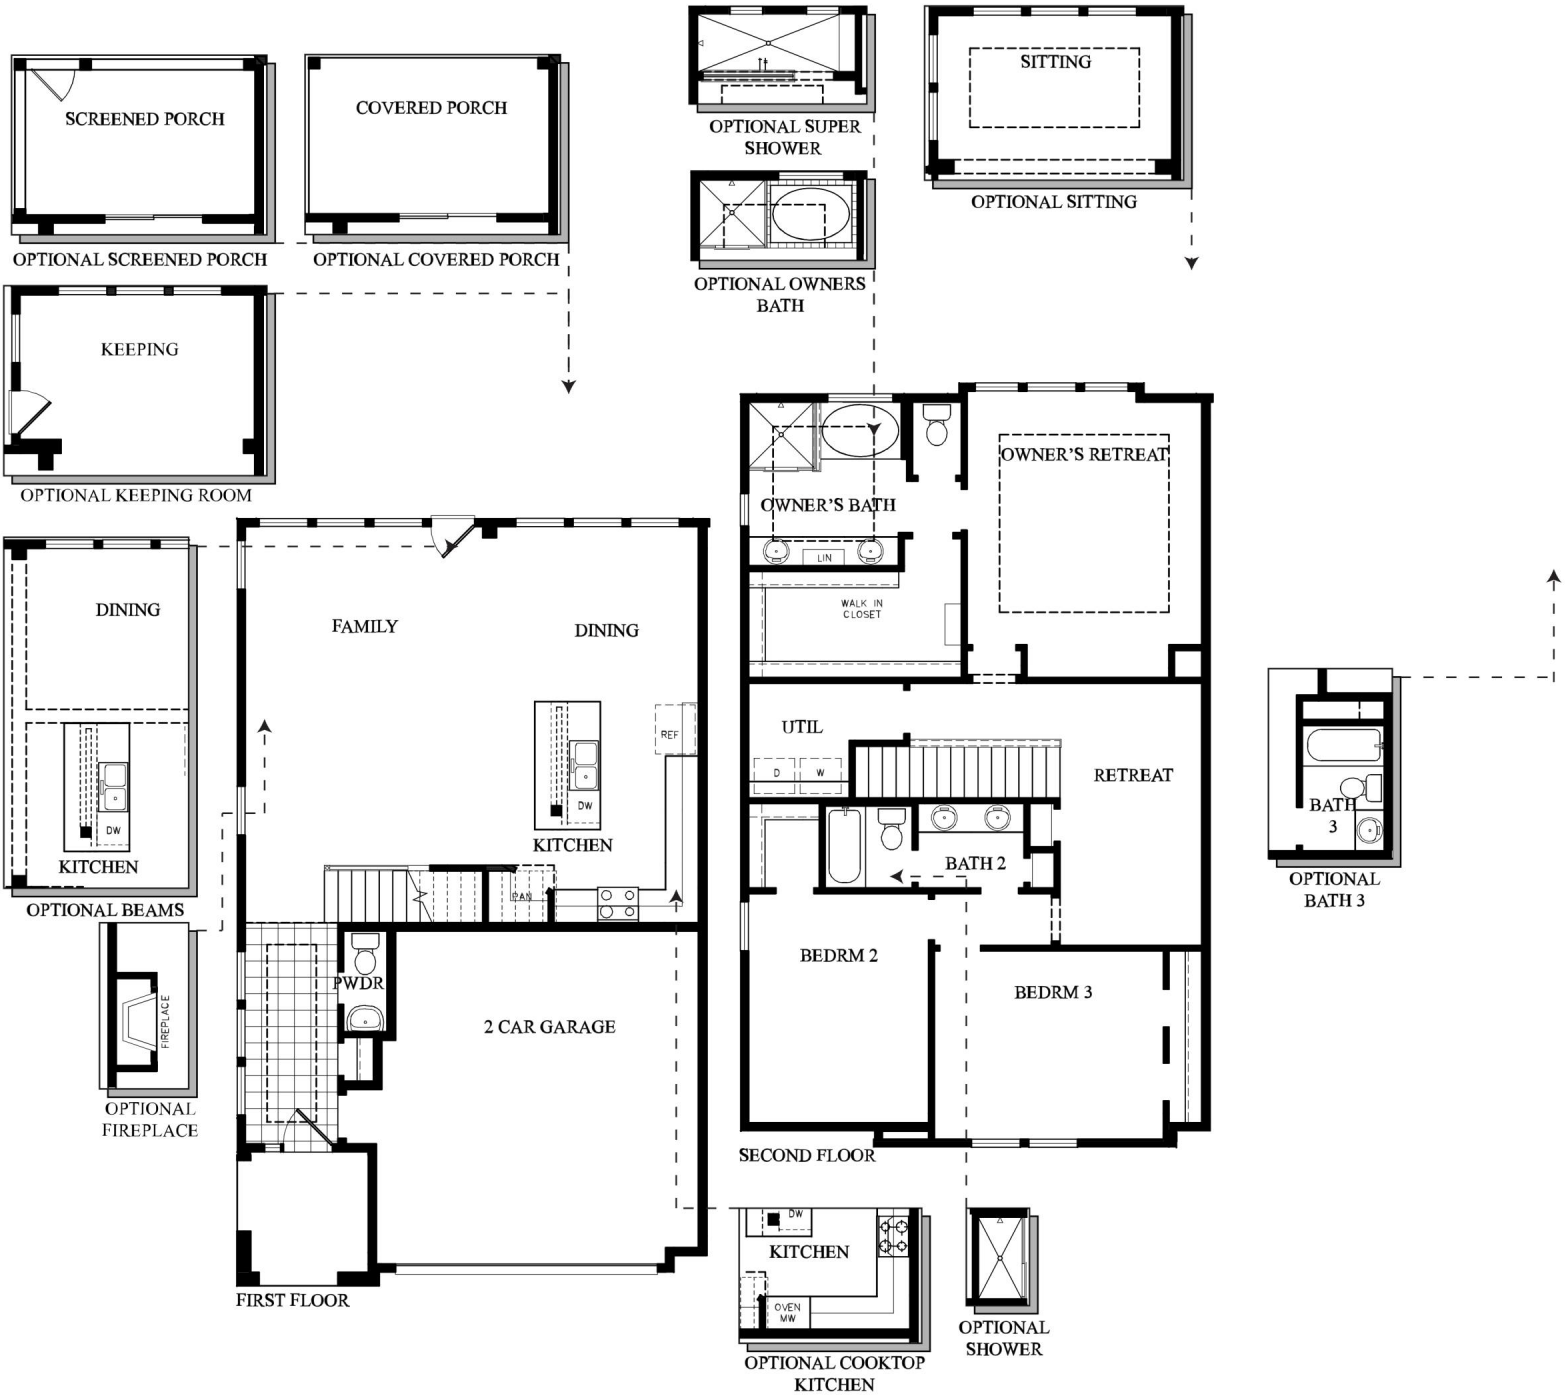 SCREENED PORCH
OPTIONAL SCREENED PORCH
COVERED PORCH
OPTIONAL COVERED PORCH
OPTIONAL SUPER
SHOWER
OPTIONAL OWNERS
BATH
SITTING
OPTIONAL SITTING
KEEPING
OPTIONAL KEEPING ROOM
DINING
DW
KITCHEN
OPTIONAL BEAMS
FIREPLACE
OPTIONAL
FIREPLACE
FAMILY
DINING
REF
DW
KITCHEN
PAN
PWDR
2 CAR GARAGE
FIRST FLOOR
OWNER'S RETREAT
OWNER'S BATH
LIN
WALK IN
CLOSET
UTIL
D
W
RETREAT
BATH 2
BEDRM 2
BEDRM 3
SECOND FLOOR
BATH
3
OPTIONAL
BATH 3
DW
KITCHEN
OVEN
MW
OPTIONAL COOKTOP
KITCHEN
OPTIONAL
SHOWER